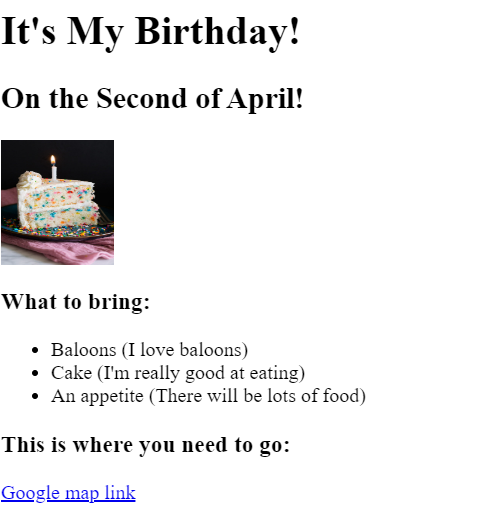 It's My Birthday!
On the Second of April!
What to bring:
Baloons (I love baloons)
Cake (I'm really good at eating)
An appetite (There will be lots of food)
This is where you need to go:
Google map link